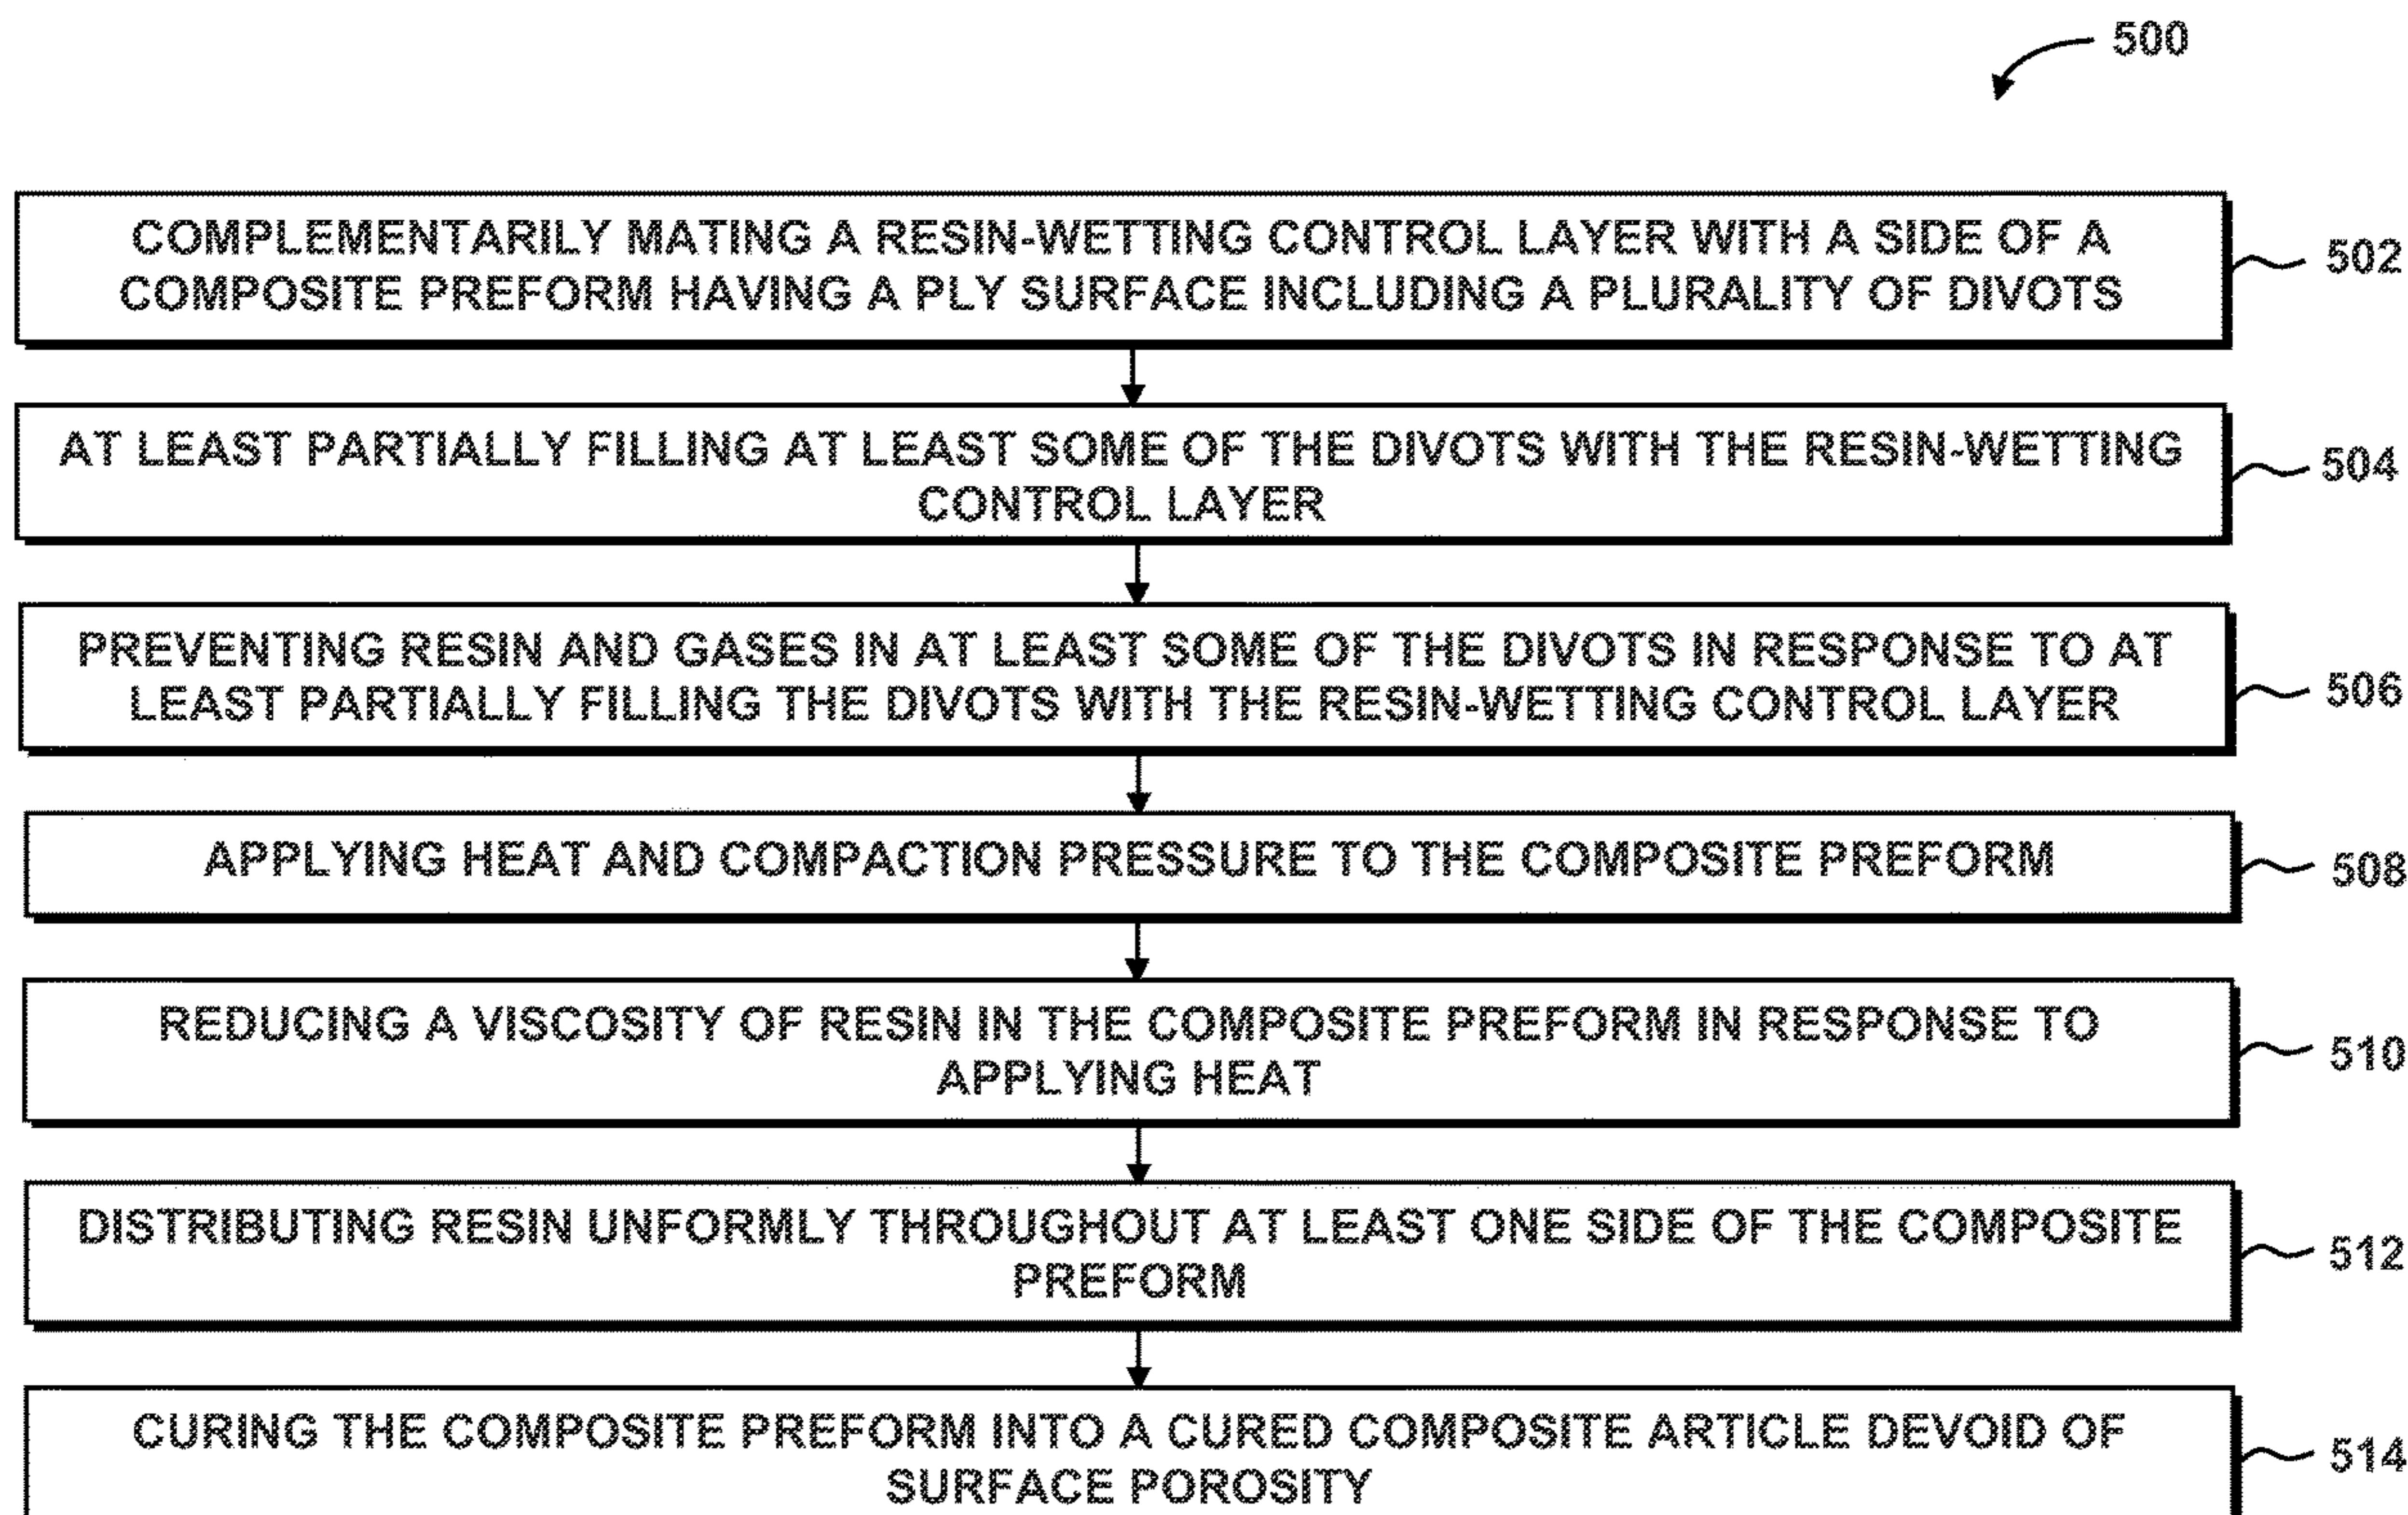 500
COMPLEMENTARILY MATING A RESIN-WETTING CONTROL LAYER WITH A SIDE OF A
COMPOSITE PREFORM HAVING A PLY SURFACE INCLUDING A PLURALITY OF DIVOTS
502
AT LEAST PARTIALLY FILLING AT LEAST SOME OF THE DIVOTS WITH THE RESIN-WETTING
CONTROL LAYER
504
PREVENTING RESIN AND GASES IN AT LEAST SOME OF THE DIVOTS IN RESPONSE TO AT
LEAST PARTIALLY FILLING THE DIVOTS WITH THE RESIN-WETTING CONTROL LAYER
506
APPLYING HEAT AND COMPACTION PRESSURE TO THE COMPOSITE PREFORM
508
REDUCING A VISCOSITY OF RESIN IN THE COMPOSITE PREFORM IN RESPONSE TO
APPLYING HEAT
510
DISTRIBUTING RESIN UNFORMLY THROUGHOUT AT LEAST ONE SIDE OF THE COMPOSITE
PREFORM
512
CURING THE COMPOSITE PREFORM INTO A CURED COMPOSITE ARTICLE DEVOID OF
SURFACE POROSITY
514